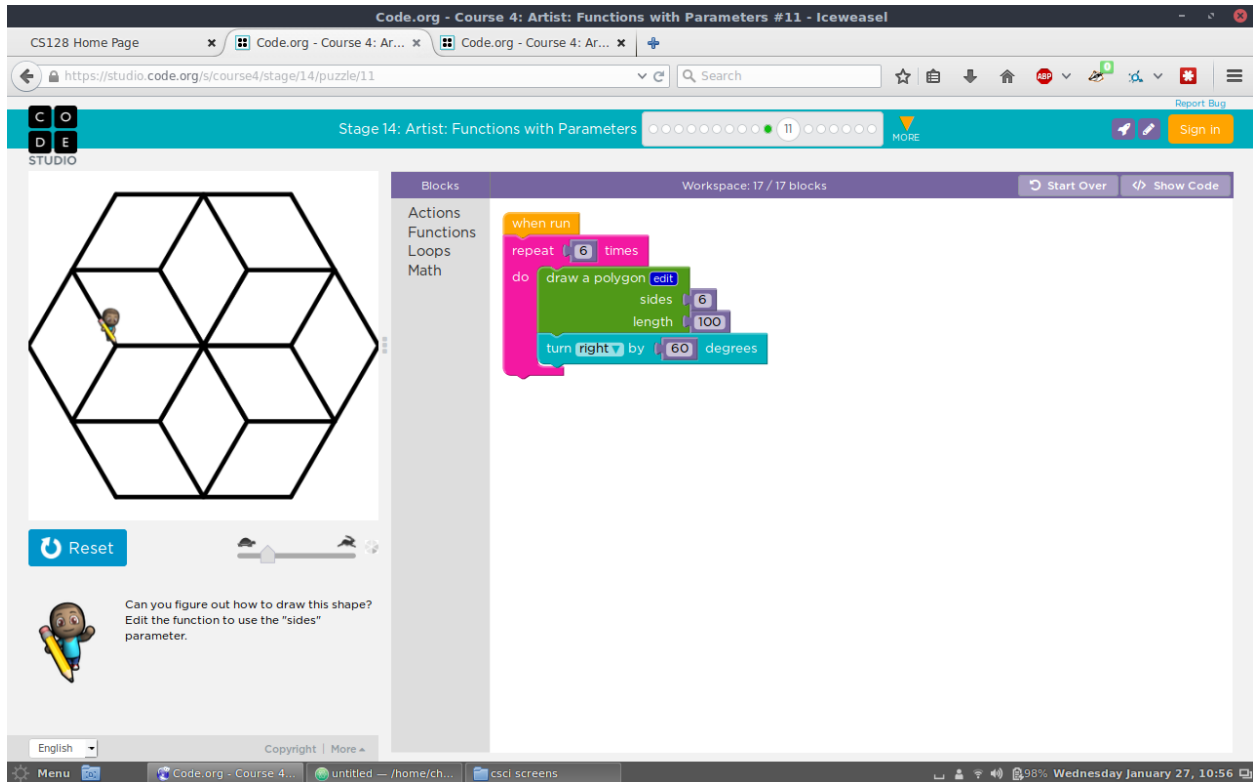 Code.org - Course 4: Artist: Functions with Parameters #11 - Iceweasel
CS128 Home Page
Code.org - Course 4: Ar...
Code.org - Course 4: Ar...
https://studio.code.org/s/course4/stage/14/puzzle/11
Search
ABP
Report Bug
C O
D E
STUDIO
Stage 14: Artist: Functions with Parameters
11
MORE
Sign in
Blocks
Workspace: 17 / 17 blocks
Start Over
Show Code
Actions
Functions
Loops
Math
when run
repeat 6 times
do draw a polygon edit
sides 6
length 100
turn right by 60 degrees
Reset
Can you figure out how to draw this shape?
Edit the function to use the "sides"
parameter.
English
Copyright | More
Menu
Code.org - Course 4...
untitled — /home/ch...
csci screens
98% Wednesday January 27, 10:56